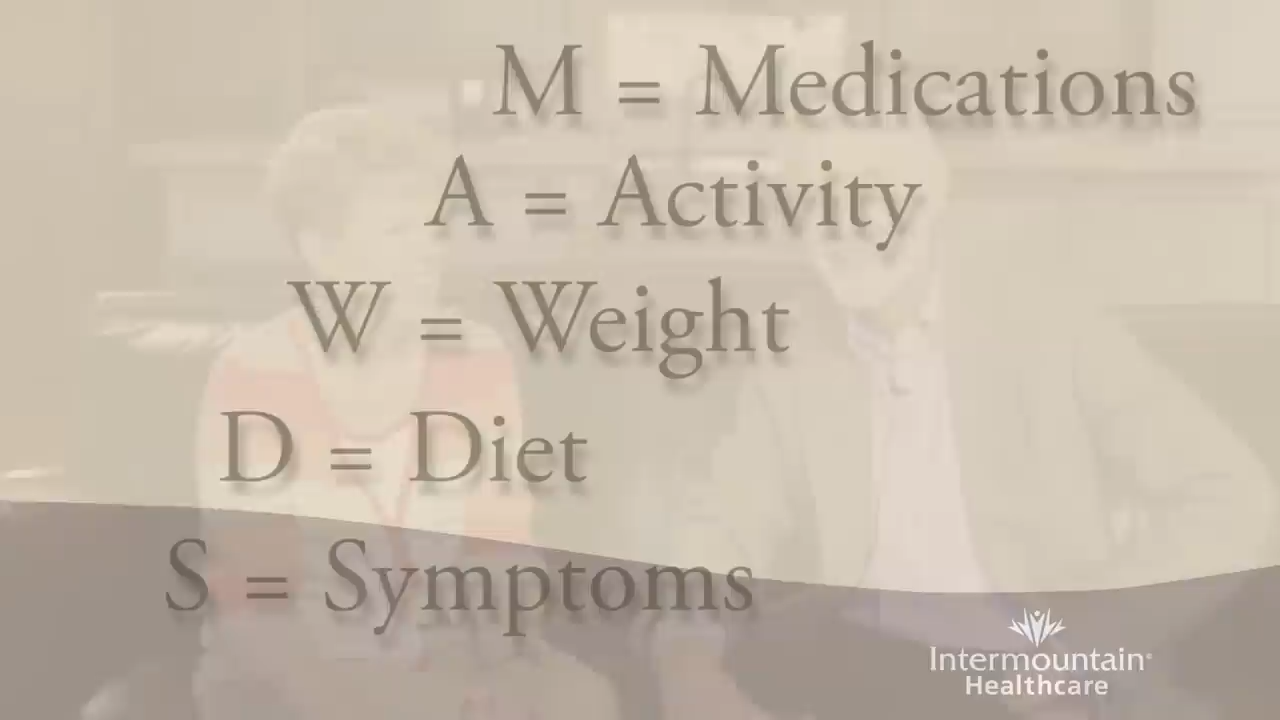 M = Medications
A = Activity
W = Weight
D = Diet
S = Symptoms
Intermountain®
Healthcare